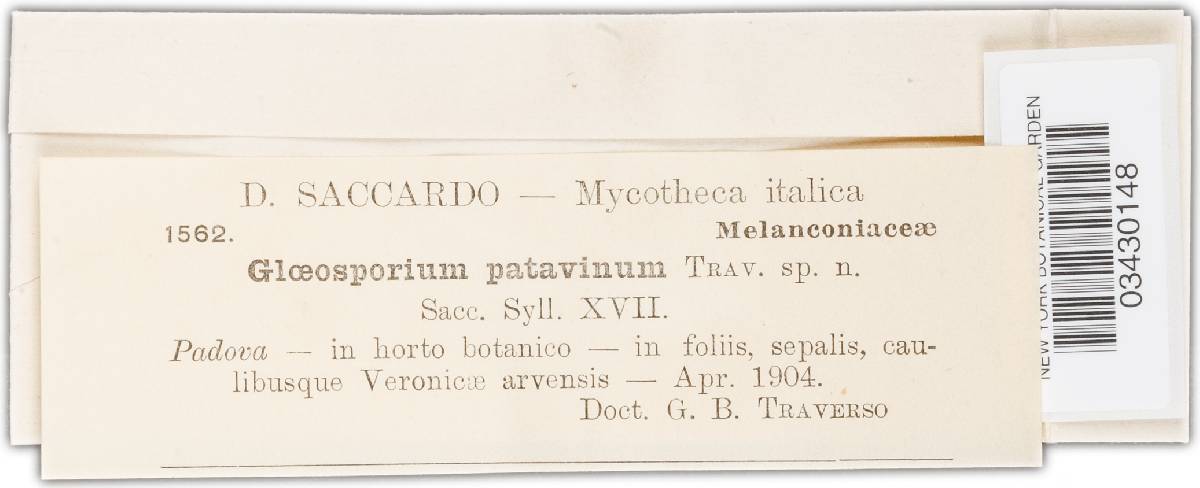 D. SACCARDO — Mycotheca italica
1562. Melanconiaceæ
Glœosporium patavinum TRAV. sp. n.
Sacc. Syll. XVII.
Padova — in horto botanico — in foliis, sepalis, cau-
libusque Veronicæ arvensis — Apr. 1904.
Doct. G. B. TRAVERSO
NEW YORK BOTANICAL GARDEN
03430148